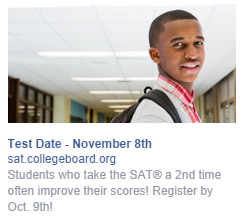 Test Date - November 8th
sat.collegeboard.org
Students who take the SAT® a 2nd time
often improve their scores! Register by
Oct. 9th!